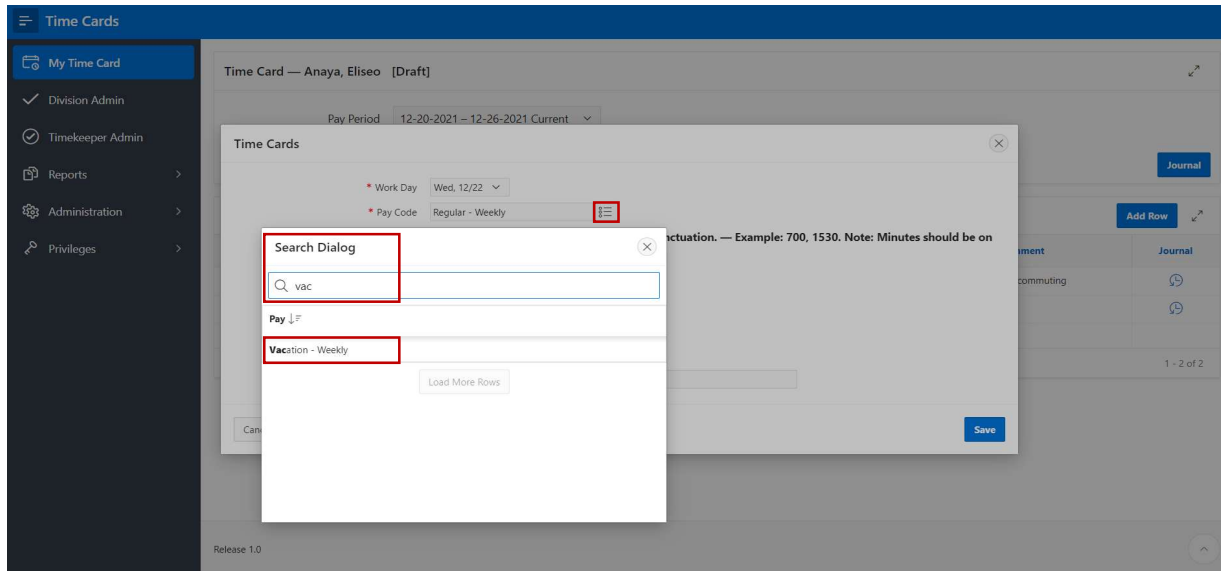 Time Cards
My Time Card
Division Admin
Timekeeper Admin
Reports
Administration
Privileges
Time Card — Anaya, Eliseo [Draft]
Pay Period 12-20-2021 – 12-26-2021 Current
Journal
Time Cards
* Work Day Wed, 12/22
* Pay Code Regular - Weekly
Add Row
Search Dialog
— Example: 700, 1530. Note: Minutes should be on
Journal
vac
commuting
Pay
Vacation - Weekly
1 - 2 of 2
Load More Rows
Save
Release 1.0